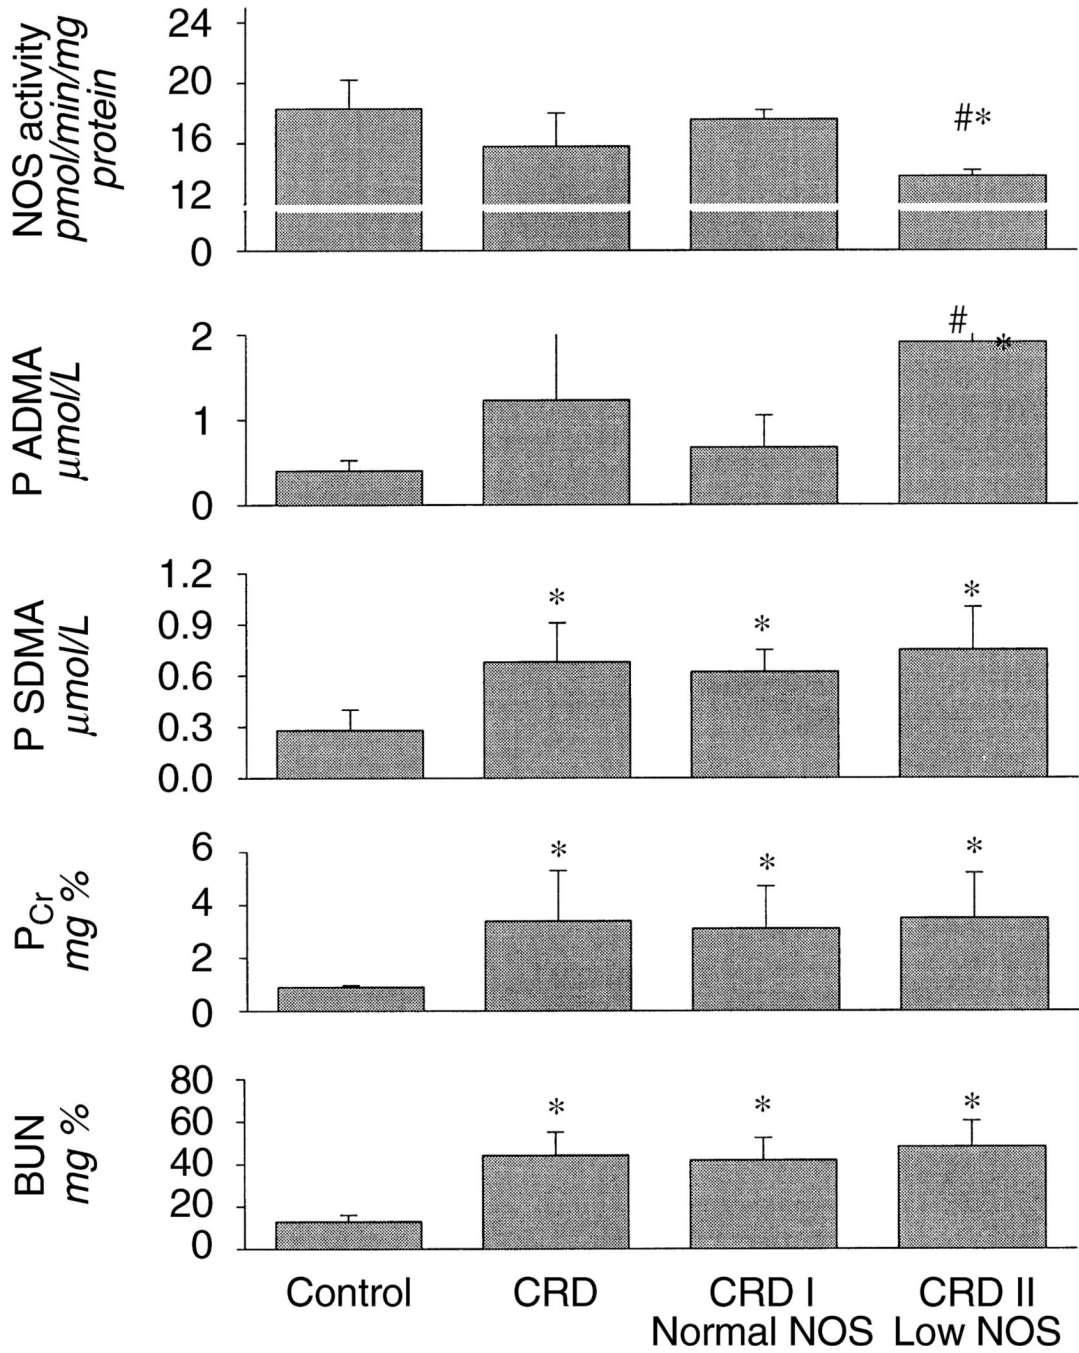 NOS activity
pmol/min/mg
protein
24
20
16
12
0
#*
P ADMA
µmol/L
2
1
0
#
*
P SDMA
µmol/L
1.2
0.9
0.6
0.3
0.0
* * *
PCr
mg %
6
4
2
0
* * *
BUN
mg %
80
60
40
20
0
* * *
Control CRD CRD I CRD II
Normal NOS Low NOS